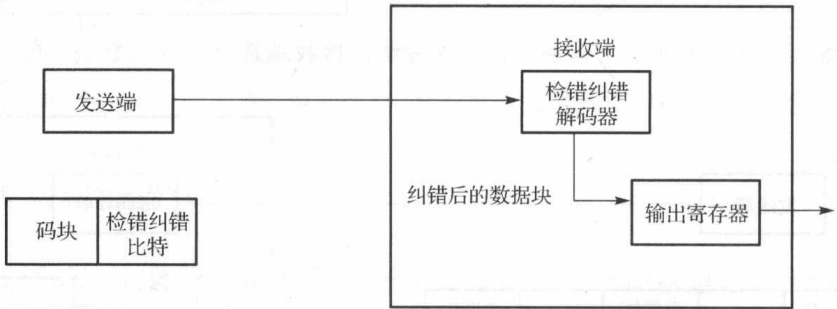 接收端
发送端
检错纠错
解码器
纠错后的数据块
输出寄存器
码块
检错纠错
比特